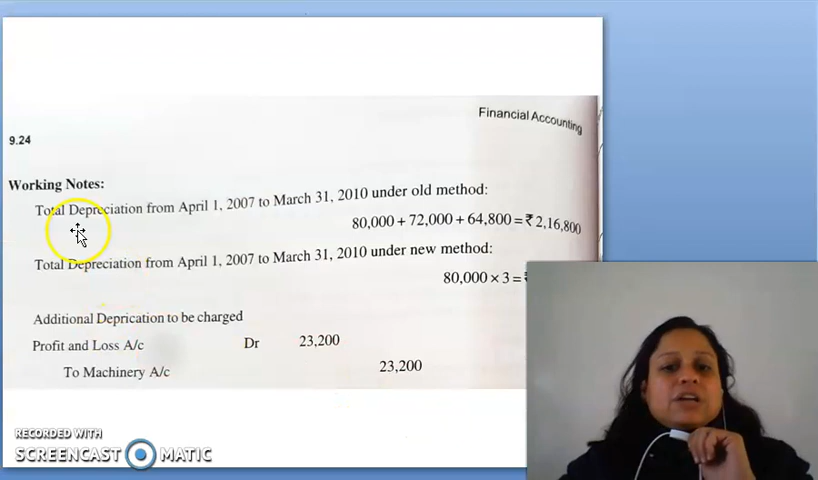 Financial Accounting
9.24
Working Notes:
Total Depreciation from April 1, 2007 to March 31, 2010 under old method:
80,000 + 72,000 + 64,800 = ₹ 2,16,800
Total Depreciation from April 1, 2007 to March 31, 2010 under new method:
80,000 × 3 = ₹
Additional Deprication to be charged
Profit and Loss A/c Dr 23,200
To Machinery A/c 23,200
RECORDED WITH
SCREENCAST MATIC